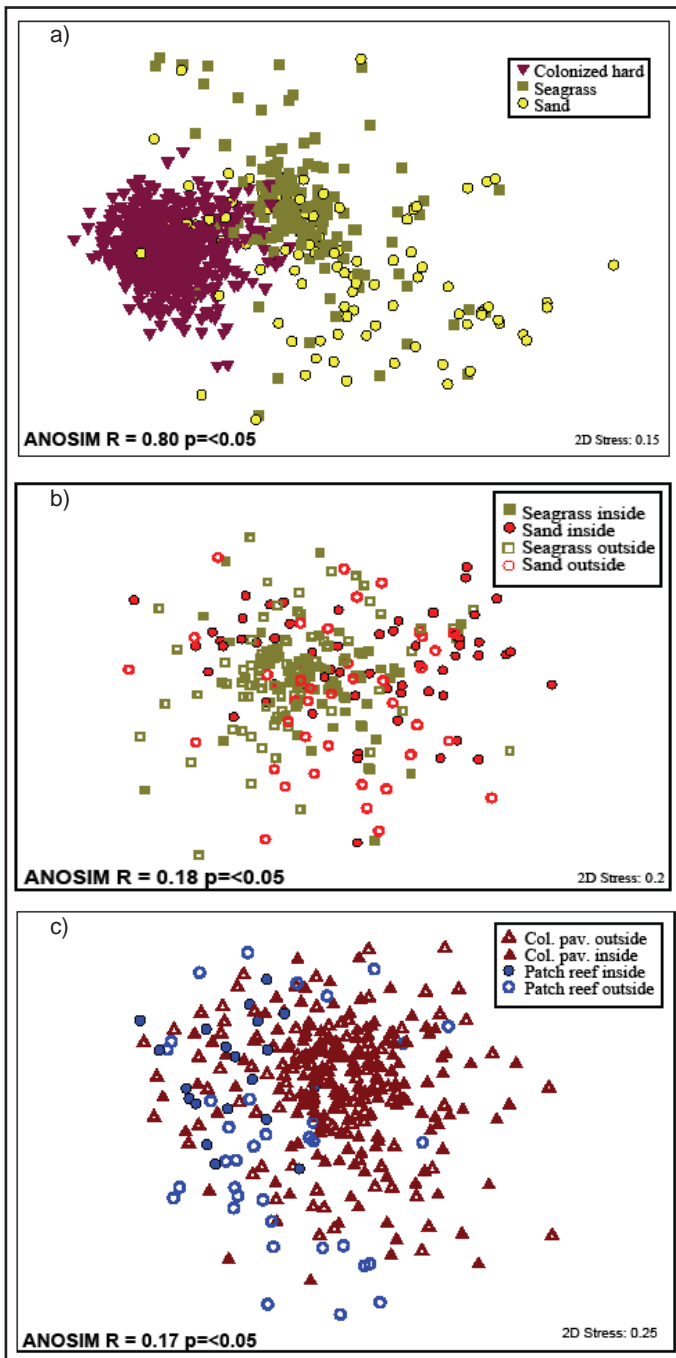 a)
Colonized hard
Seagrass
Sand
ANOSIM R = 0.80 p=<0.05
2D Stress: 0.15
b)
Seagrass inside
Sand inside
Seagrass outside
Sand outside
ANOSIM R = 0.18 p=<0.05
2D Stress: 0.2
c)
Col. pav. outside
Col. pav. inside
Patch reef inside
Patch reef outside
ANOSIM R = 0.17 p=<0.05
2D Stress: 0.25